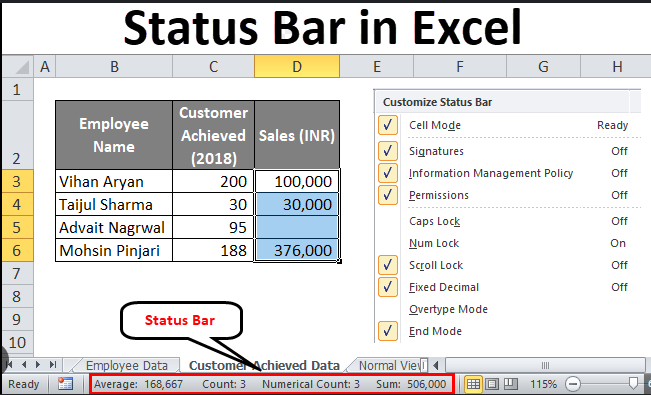 Status Bar in Excel
A B C D E F G H
1
2
3
4
5
6
7
8
9
10
Employee Name
Customer Achieved (2018)
Sales (INR)
Vihan Aryan 200 100,000
Taijul Sharma 30 30,000
Advait Nagrwal 95
Mohsin Pinjari 188 376,000
Customize Status Bar
Cell Mode Ready
Signatures Off
Information Management Policy Off
Permissions Off
Caps Lock Off
Num Lock On
Scroll Lock Off
Fixed Decimal Off
Overtype Mode
End Mode
Status Bar
Employee Data Customer Achieved Data Normal View
Ready Average: 168,667 Count: 3 Numerical Count: 3 Sum: 506,000 115%